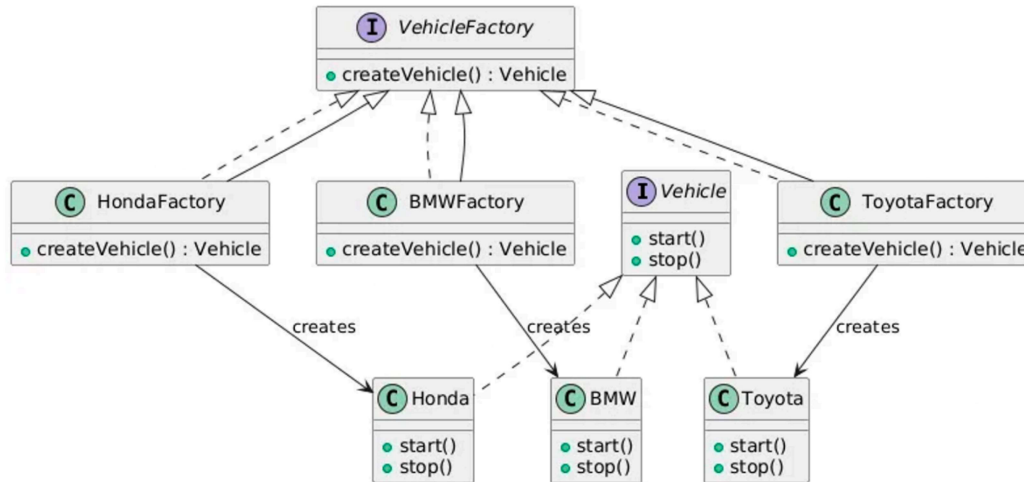 I VehicleFactory
createVehicle() : Vehicle
C HondaFactory
createVehicle() : Vehicle
C BMWFactory
createVehicle() : Vehicle
I Vehicle
start()
stop()
C ToyotaFactory
createVehicle() : Vehicle
creates
creates
creates
C Honda
start()
stop()
C BMW
start()
stop()
C Toyota
start()
stop()